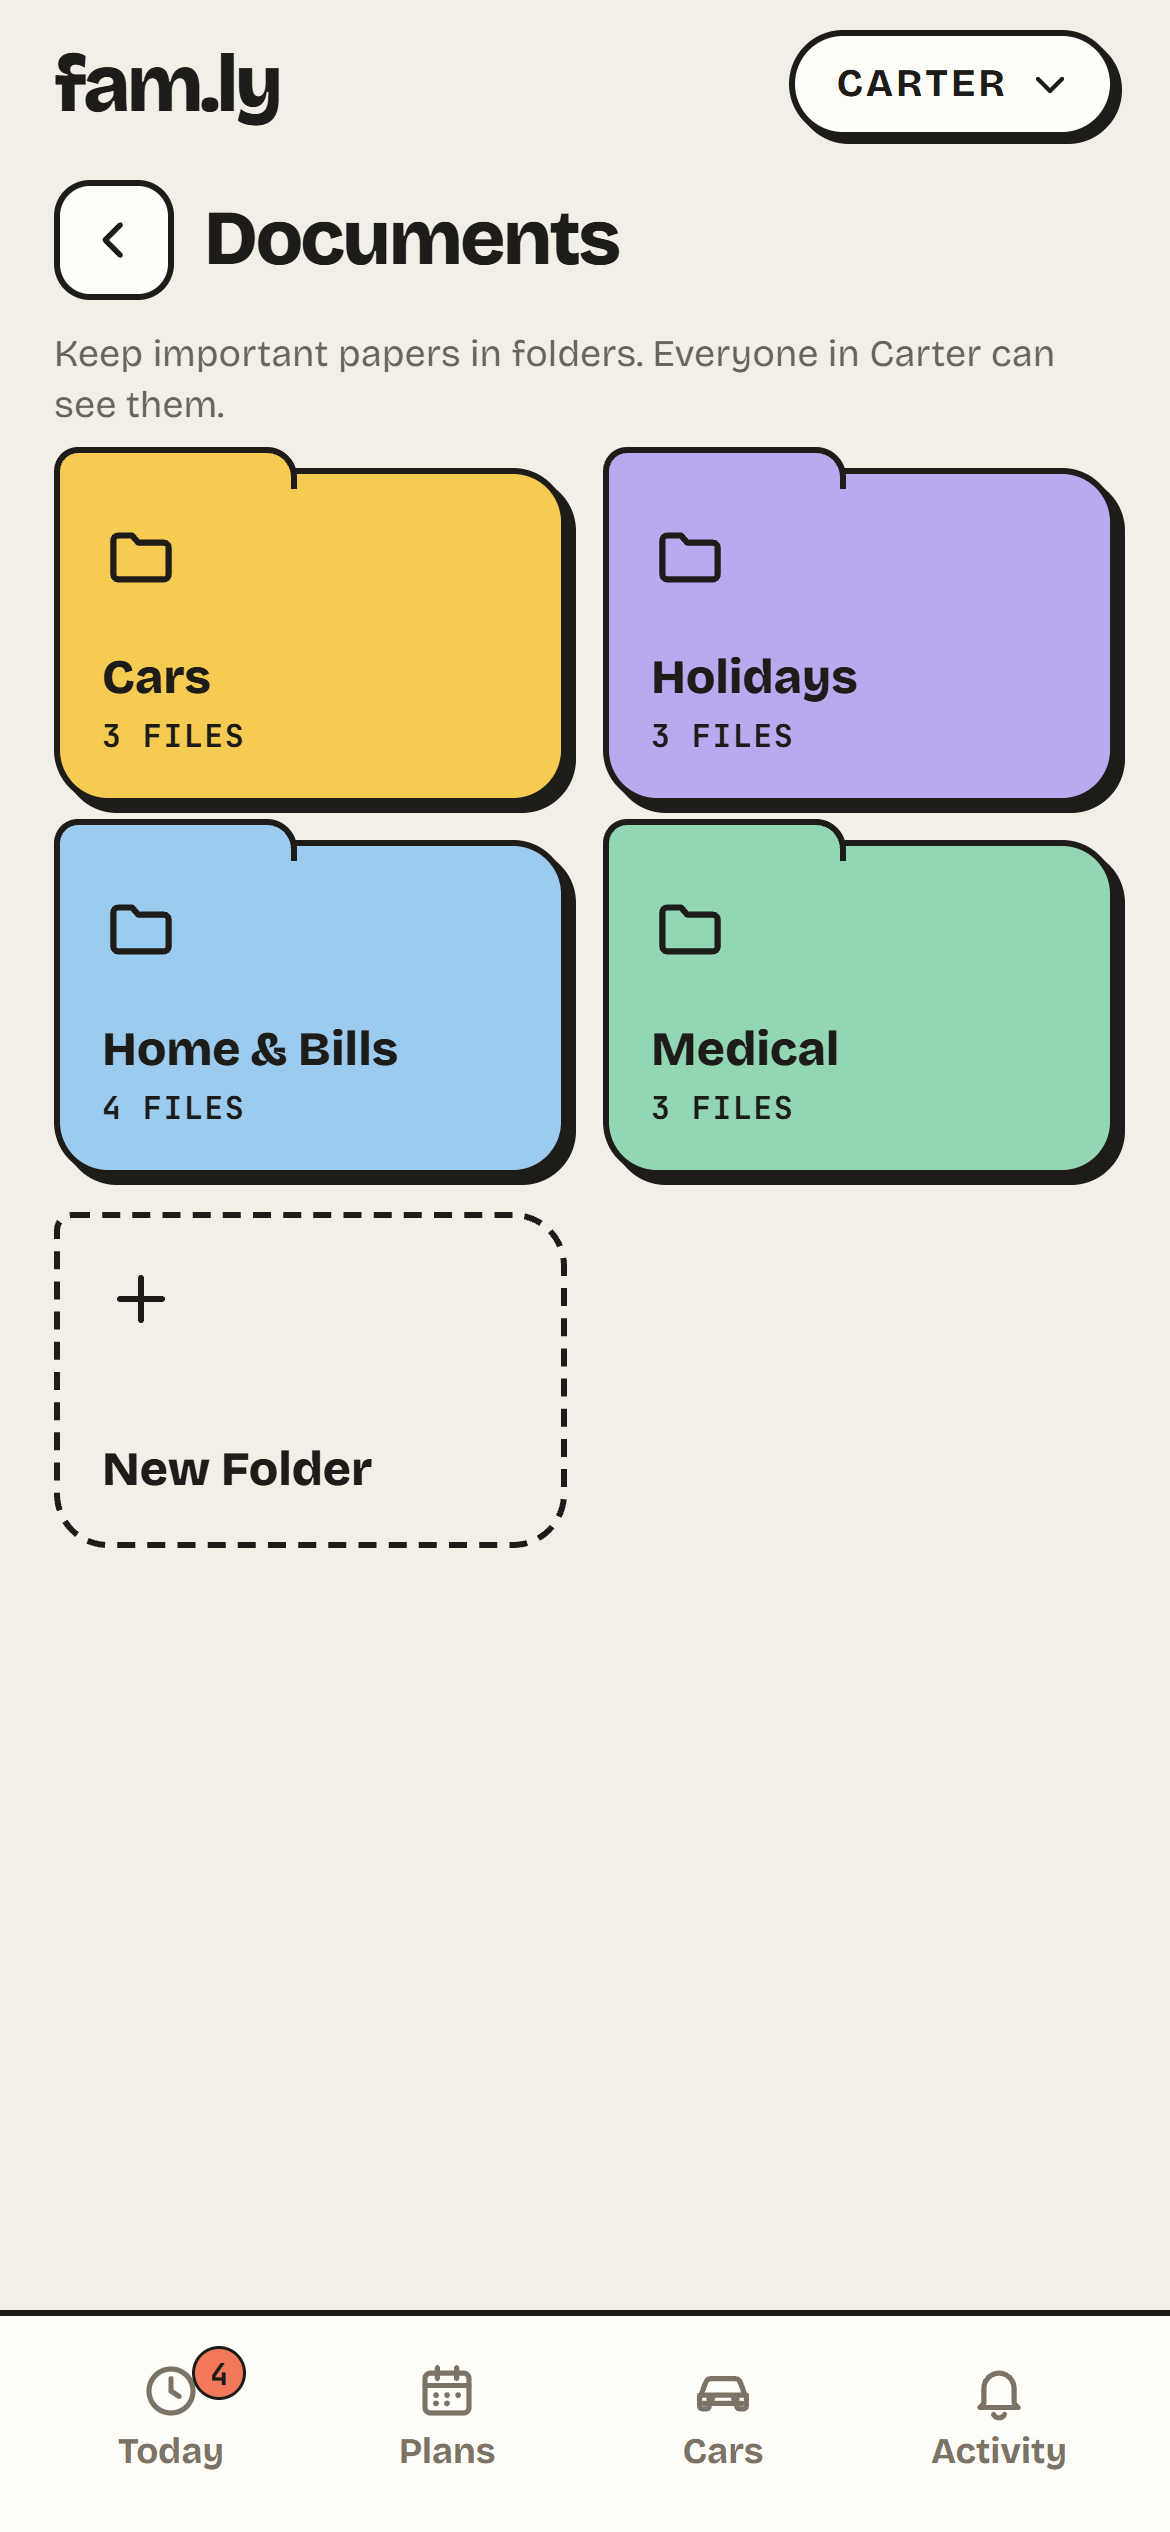 fam.ly
CARTER
Documents
Keep important papers in folders. Everyone in Carter can
see them.
Cars
3 FILES
Holidays
3 FILES
Home & Bills
4 FILES
Medical
3 FILES
New Folder
4
Today
Plans
Cars
Activity